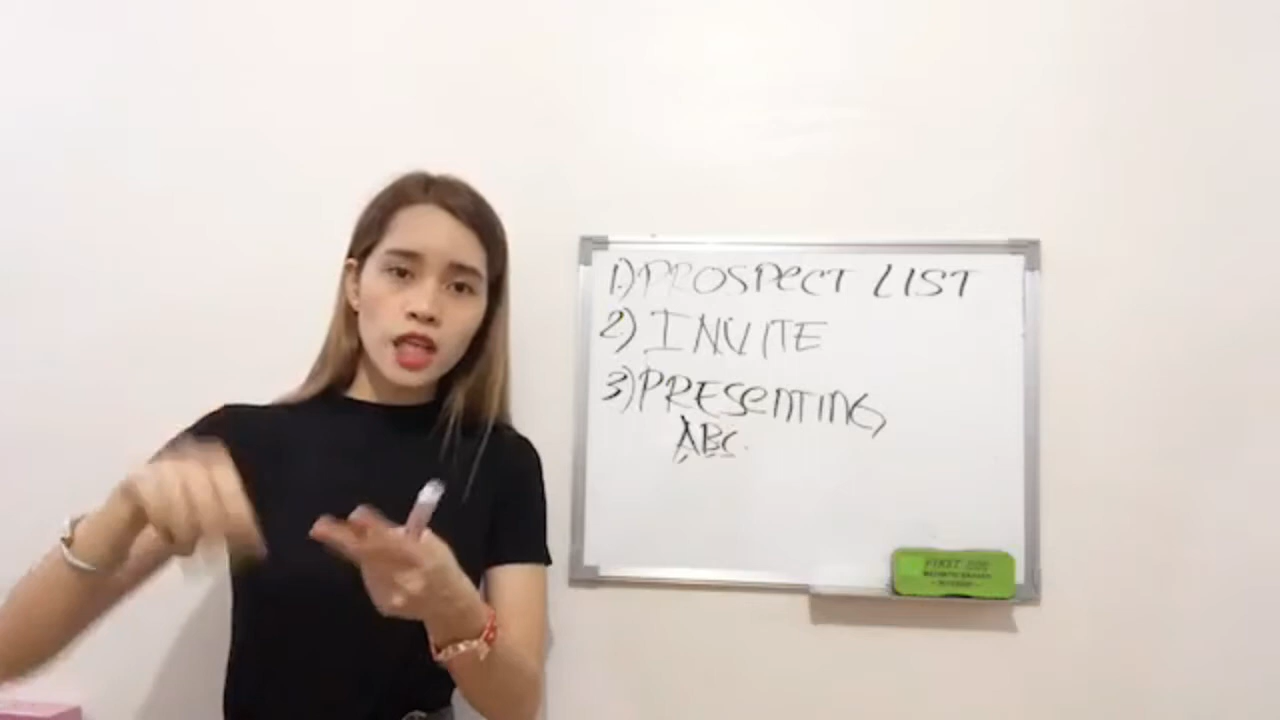 1.) PROSPECT LIST
2) INVITE
3) PRESENTING
ABC.